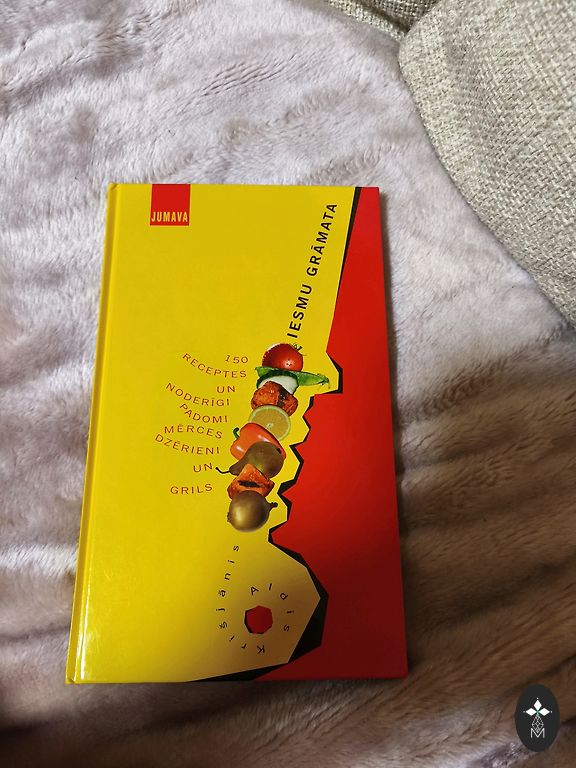 JUMAVA
IESMU GRĀMATA
150
RECEPTES
UN
NODERĪGI
PADOMI
MĒRCES
DZĒRIENI
UN
GRILS
Aldis Krišjānis
M